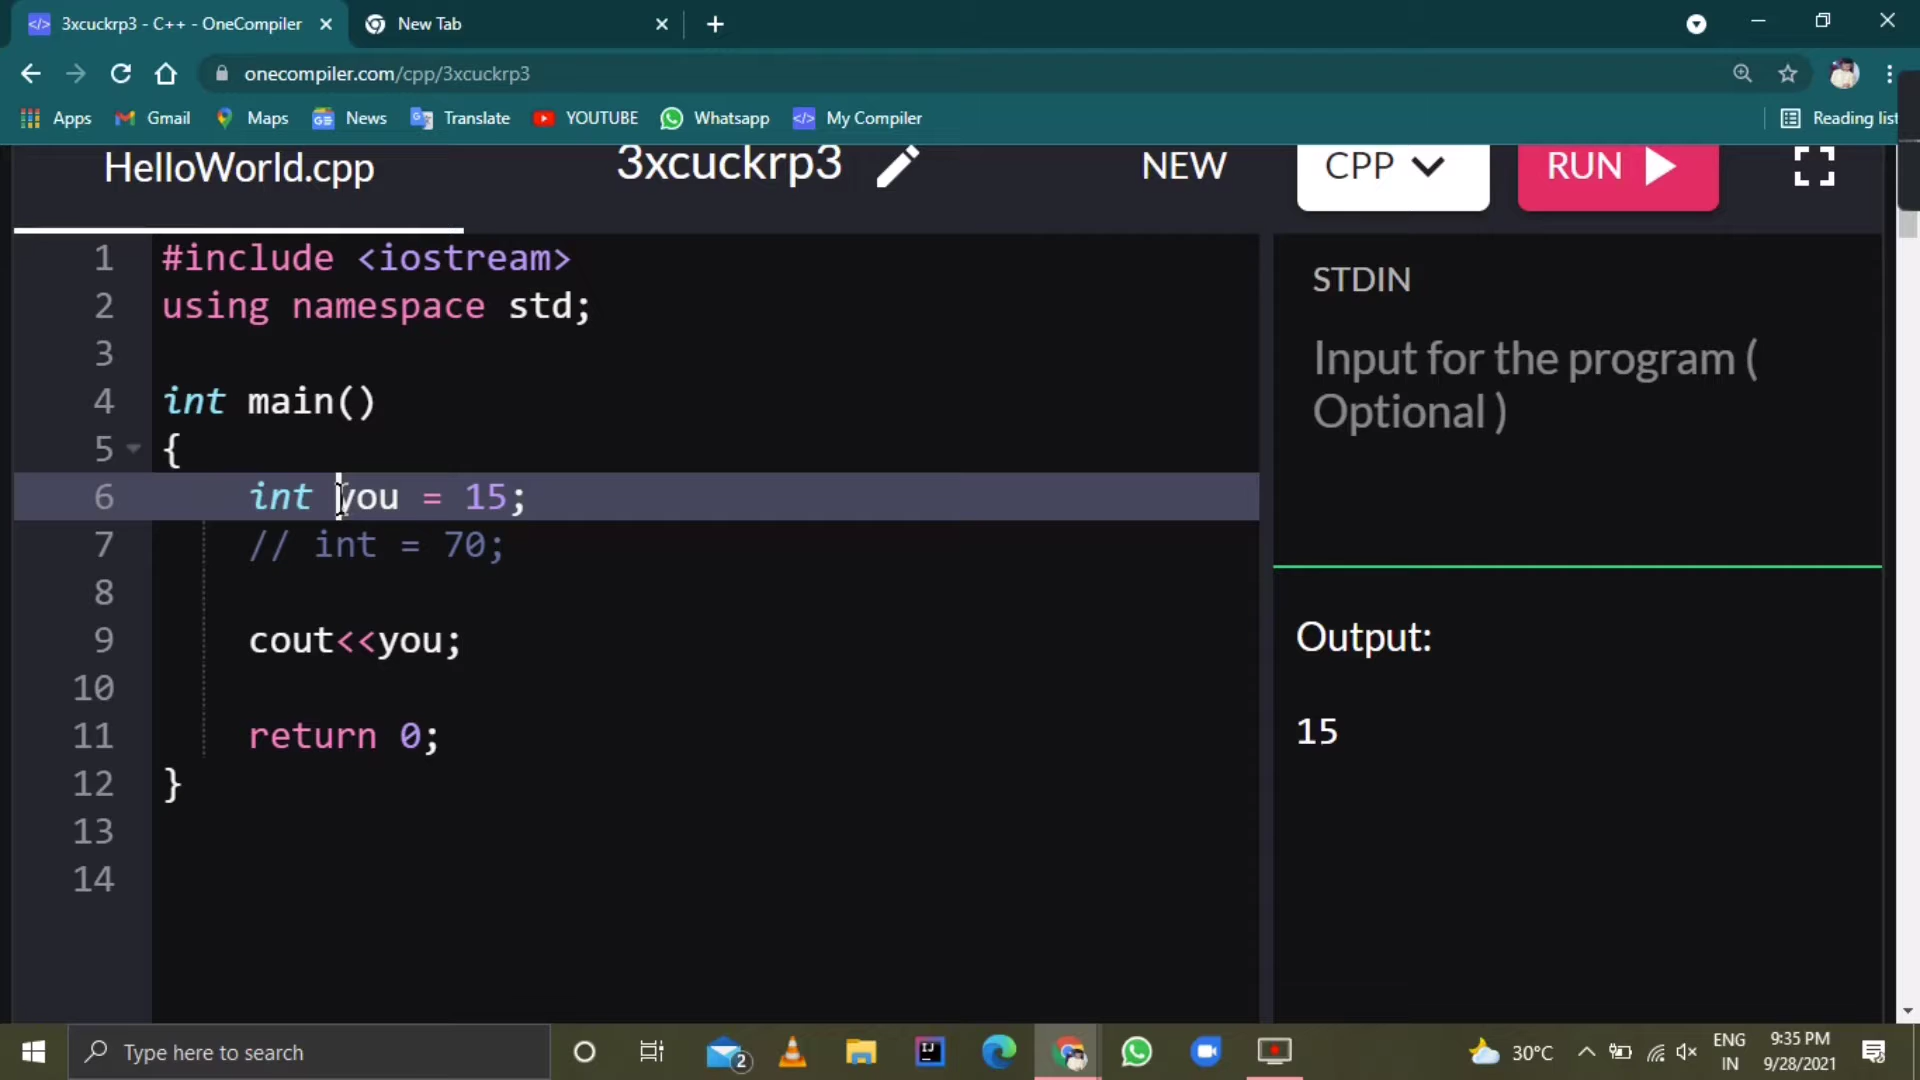 3xcuckrp3 - C++ - OneCompiler
New Tab
onecompiler.com/cpp/3xcuckrp3
Apps Gmail Maps News Translate YOUTUBE Whatsapp My Compiler Reading list
HelloWorld.cpp 3xcuckrp3 NEW CPP RUN
1 #include <iostream>
2 using namespace std;
3
4 int main()
5 {
6 int you = 15;
7 // int = 70;
8
9 cout<<you;
10
11 return 0;
12 }
13
14
STDIN
Input for the program (
Optional )
Output:
15
Type here to search
2
30°C
ENG
IN
9:35 PM
9/28/2021